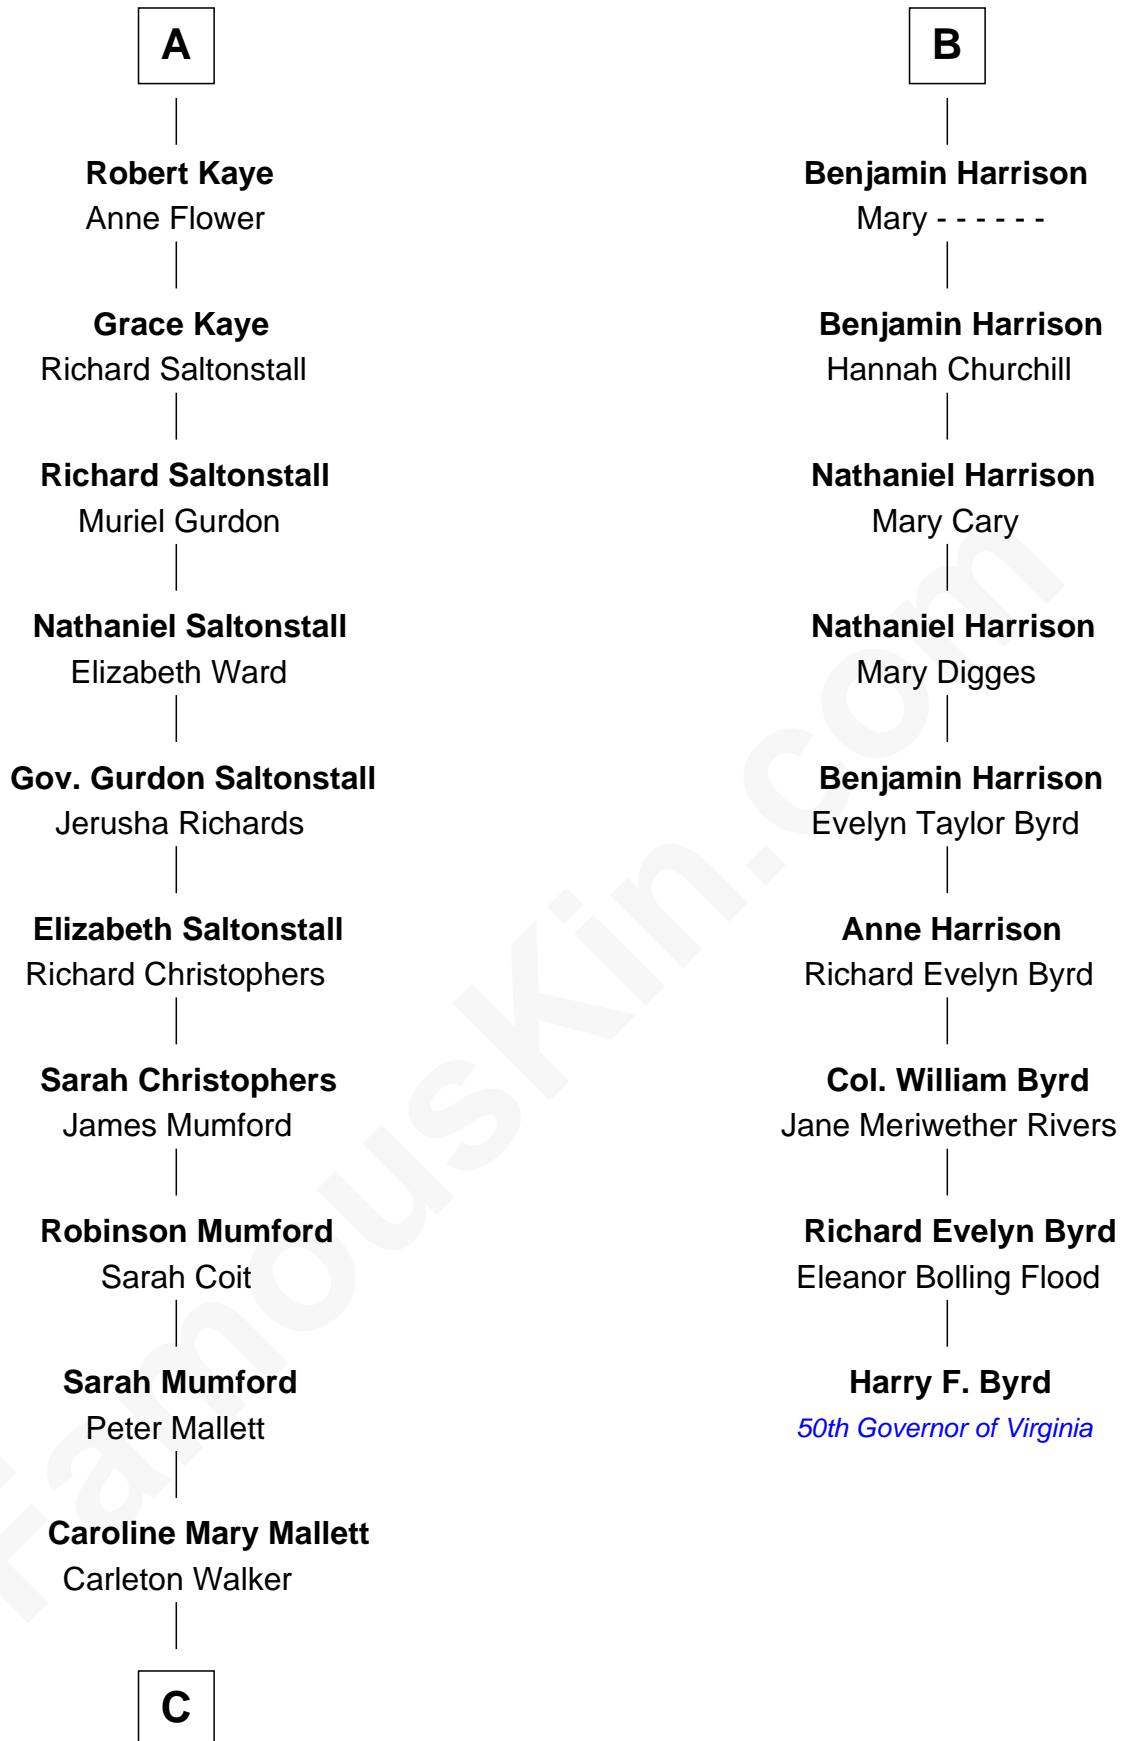 A
Robert Kaye
Anne Flower
Grace Kaye
Richard Saltonstall
Richard Saltonstall
Muriel Gurdon
Nathaniel Saltonstall
Elizabeth Ward
Gov. Gurdon Saltonstall
Jerusha Richards
Elizabeth Saltonstall
Richard Christophers
Sarah Christophers
James Mumford
Robinson Mumford
Sarah Coit
Sarah Mumford
Peter Mallett
Caroline Mary Mallett
Carleton Walker
C
B
Benjamin Harrison
Mary - - - - - -
Benjamin Harrison
Hannah Churchill
Nathaniel Harrison
Mary Cary
Nathaniel Harrison
Mary Digges
Benjamin Harrison
Evelyn Taylor Byrd
Anne Harrison
Richard Evelyn Byrd
Col. William Byrd
Jane Meriwether Rivers
Richard Evelyn Byrd
Eleanor Bolling Flood
Harry F. Byrd
50th Governor of Virginia
FamousKin.com